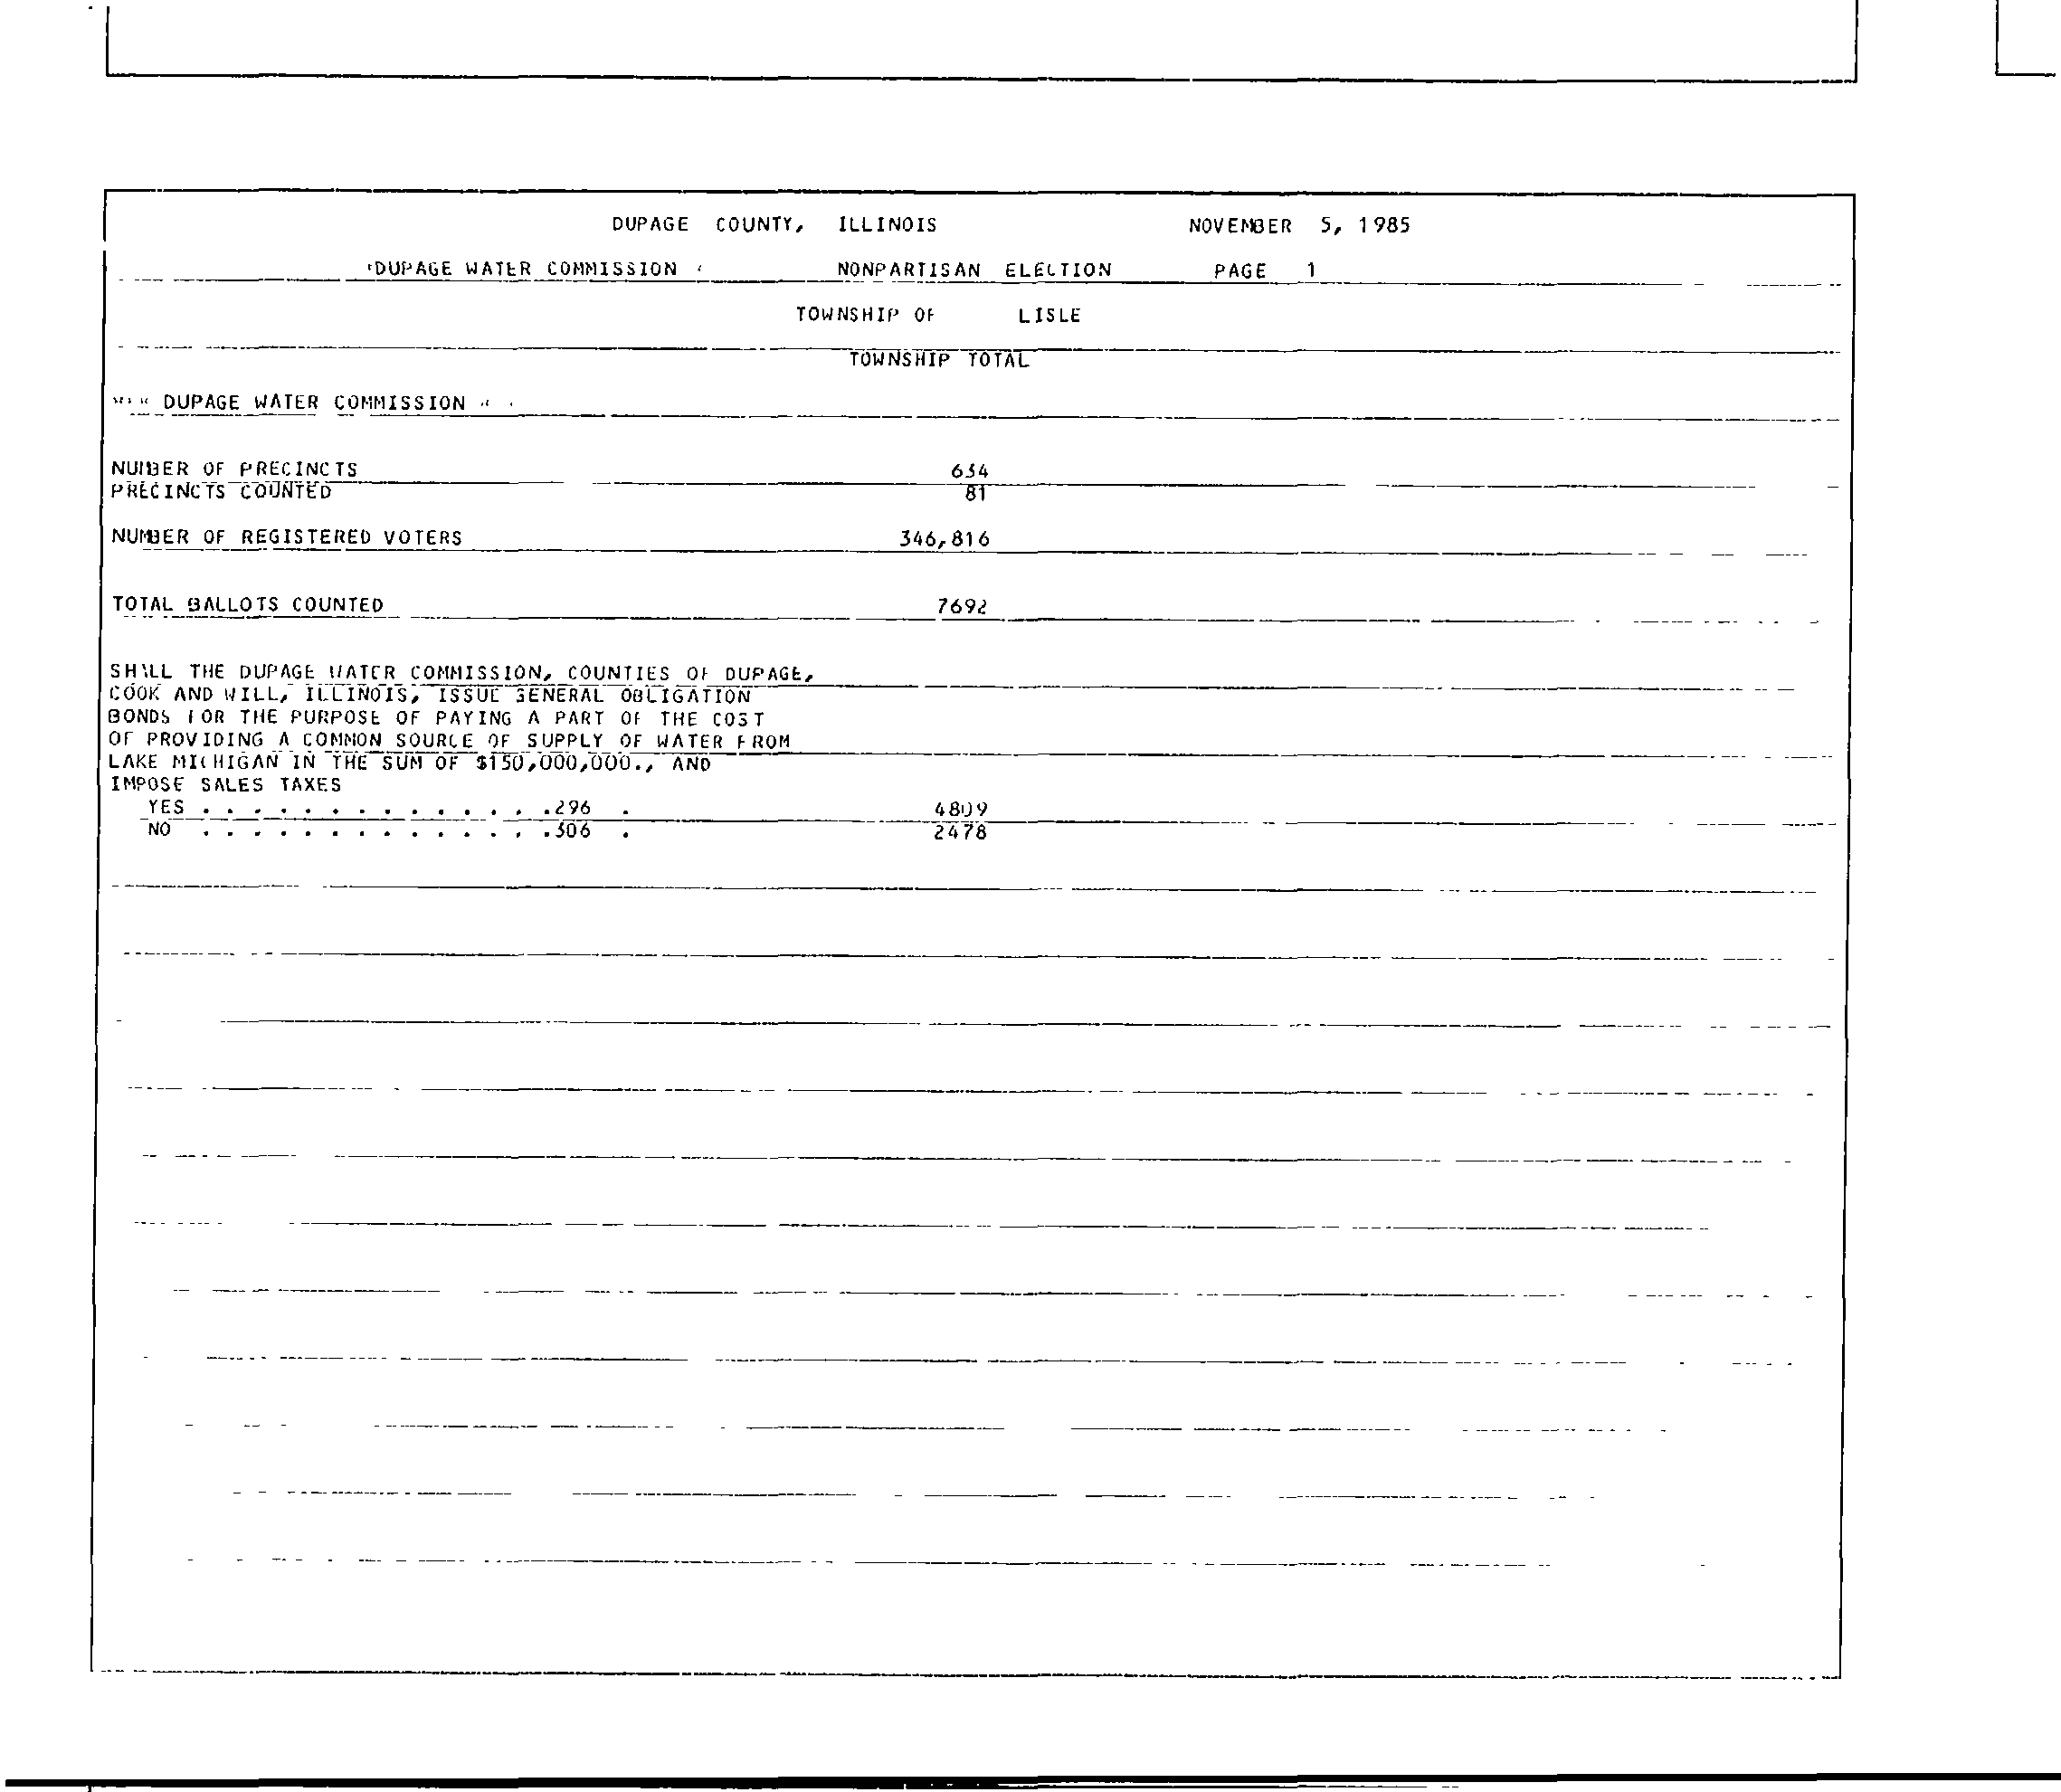 DUPAGE COUNTY, ILLINOIS NOVEMBER 5, 1985
DUPAGE WATER COMMISSION NONPARTISAN ELECTION PAGE 1
TOWNSHIP OF LISLE
TOWNSHIP TOTAL
DUPAGE WATER COMMISSION
NUMBER OF PRECINCTS 634
PRECINCTS COUNTED 81
NUMBER OF REGISTERED VOTERS 346,816
TOTAL BALLOTS COUNTED 7692
SHALL THE DUPAGE WATER COMMISSION, COUNTIES OF DUPAGE,
COOK AND WILL, ILLINOIS, ISSUE GENERAL OBLIGATION
BONDS FOR THE PURPOSE OF PAYING A PART OF THE COST
OF PROVIDING A COMMON SOURCE OF SUPPLY OF WATER FROM
LAKE MICHIGAN IN THE SUM OF $150,000,000., AND
IMPOSE SALES TAXES
YES . . . . . . . . . . . . . .296 . 4809
NO . . . . . . . . . . . . . .306 . 2478